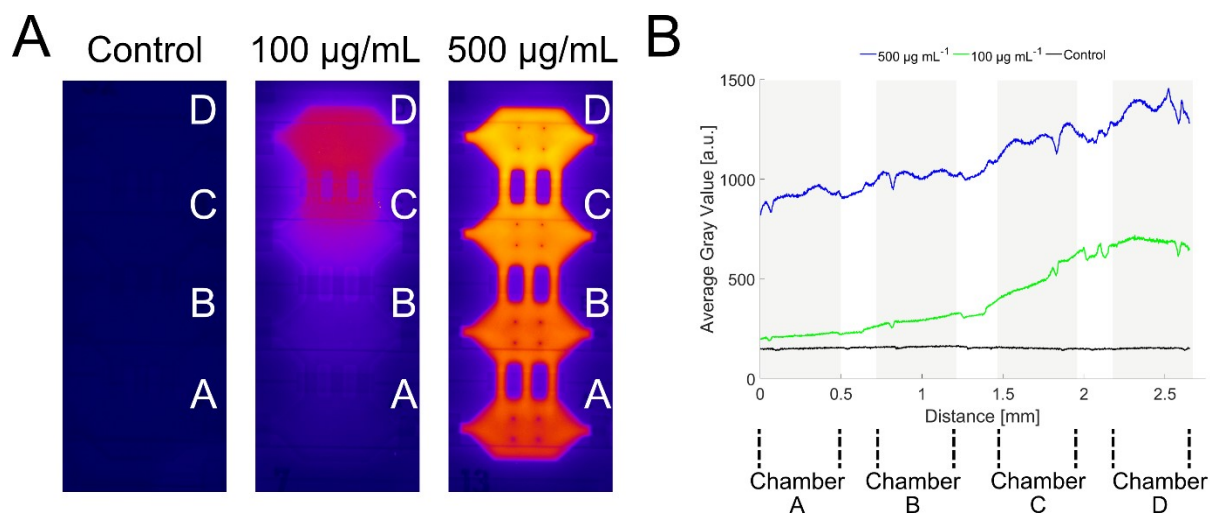 A
Control
100 µg/mL
500 µg/mL
D
C
B
A
D
C
B
A
7
D
C
B
A
13
B
500 µg mL⁻¹
100 µg mL⁻¹
Control
Average Gray Value [a.u.]
1500
1000
500
0
0
0.5
1
1.5
2
2.5
Distance [mm]
Chamber
A
Chamber
B
Chamber
C
Chamber
D